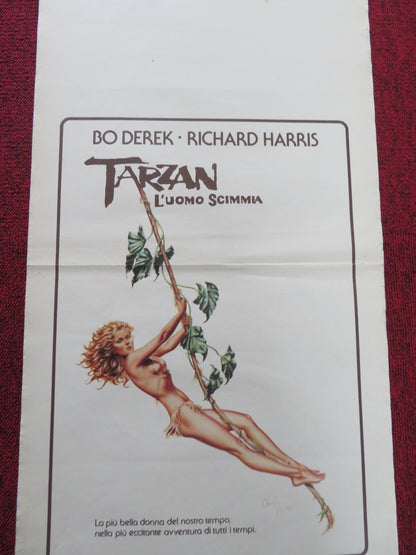 BO DEREK · RICHARD HARRIS
TARZAN
L'UOMO SCIMMIA
La più bella donna del nostro tempo,
nella più eccitante avventura di tutti i tempi.